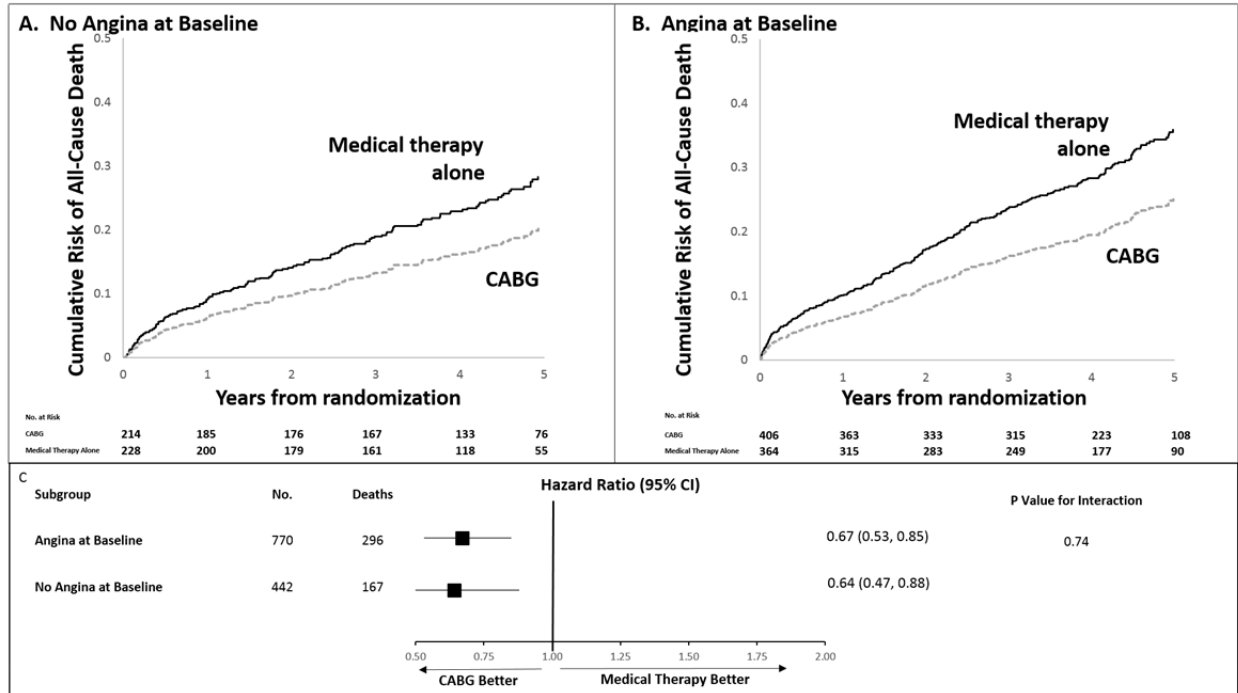 A. No Angina at Baseline
0.5
0.4
0.3
0.2
0.1
0
Cumulative Risk of All-Cause Death
Medical therapy
alone
CABG
0 1 2 3 4 5
Years from randomization
No. at Risk
CABG 214 185 176 167 133 76
Medical Therapy Alone 228 200 179 161 118 55
B. Angina at Baseline
0.5
0.4
0.3
0.2
0.1
0
Cumulative Risk of All-Cause Death
Medical therapy
alone
CABG
0 1 2 3 4 5
Years from randomization
No. at Risk
CABG 406 363 333 315 223 108
Medical Therapy Alone 364 315 283 249 177 90
C
Subgroup No. Deaths Hazard Ratio (95% CI) P Value for Interaction
Angina at Baseline 770 296 0.67 (0.53, 0.85) 0.74
No Angina at Baseline 442 167 0.64 (0.47, 0.88)
0.50 0.75 1.00 1.25 1.50 1.75 2.00
CABG Better Medical Therapy Better